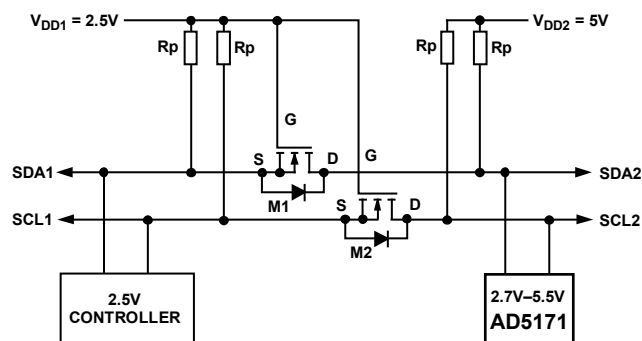 VDD1 = 2.5V
VDD2 = 5V
Rp
Rp
Rp
Rp
G
G
S
D
SDA1
SDA2
M1
S
D
SCL1
SCL2
M2
2.5V
CONTROLLER
2.7V–5.5V
AD5171